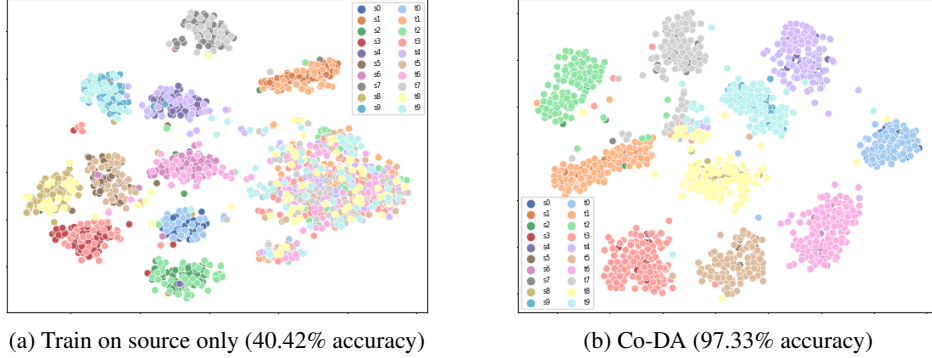 s0 t0
s1 t1
s2 t2
s3 t3
s4 t4
s5 t5
s6 t6
s7 t7
s8 t8
s9 t9
s0 t0
s1 t1
s2 t2
s3 t3
s4 t4
s5 t5
s6 t6
s7 t7
s8 t8
s9 t9
(a) Train on source only (40.42% accuracy)
(b) Co-DA (97.33% accuracy)